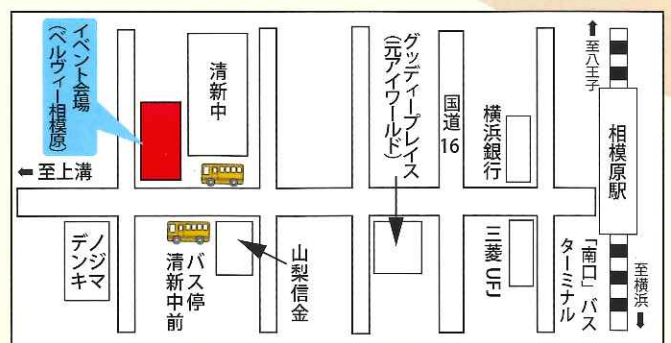 イベント会場
（ベルヴィー相模原）
清新中
グッディープレイス
（元アイワールド）
国道16
横浜銀行
↑至八王子
相模原駅
←至上溝
ノジマ
デンキ
バス停
清新中前
山梨信金
三菱UFJ
「南口」バス
ターミナル
至横浜↓